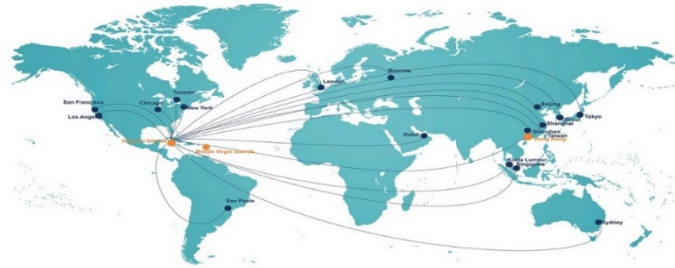 Moscow
London
Toronto
San Francisco
Chicago
New York
Los Angeles
Beijing
Seoul
Tokyo
Shanghai
Dubai
Shenzhen
Taiwan
Hong Kong
British Virgin Islands
Kuala Lumpur
Singapore
Sao Paulo
Sydney